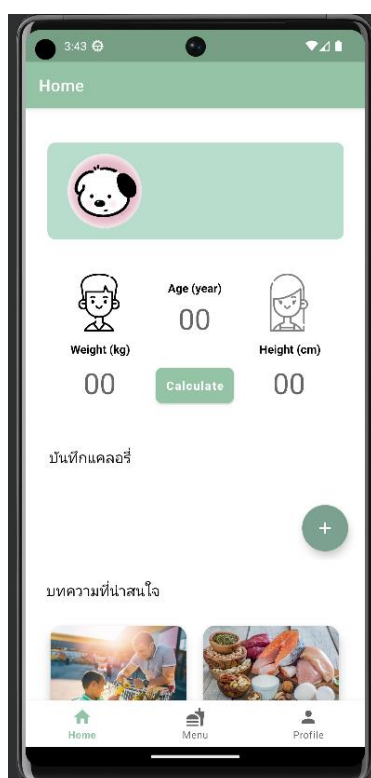 3:43
Home
Age (year)
00
Weight (kg)
Height (cm)
00
Calculate
00
บันทึกแคลอรี่
+
บทความที่น่าสนใจ
Home
Menu
Profile